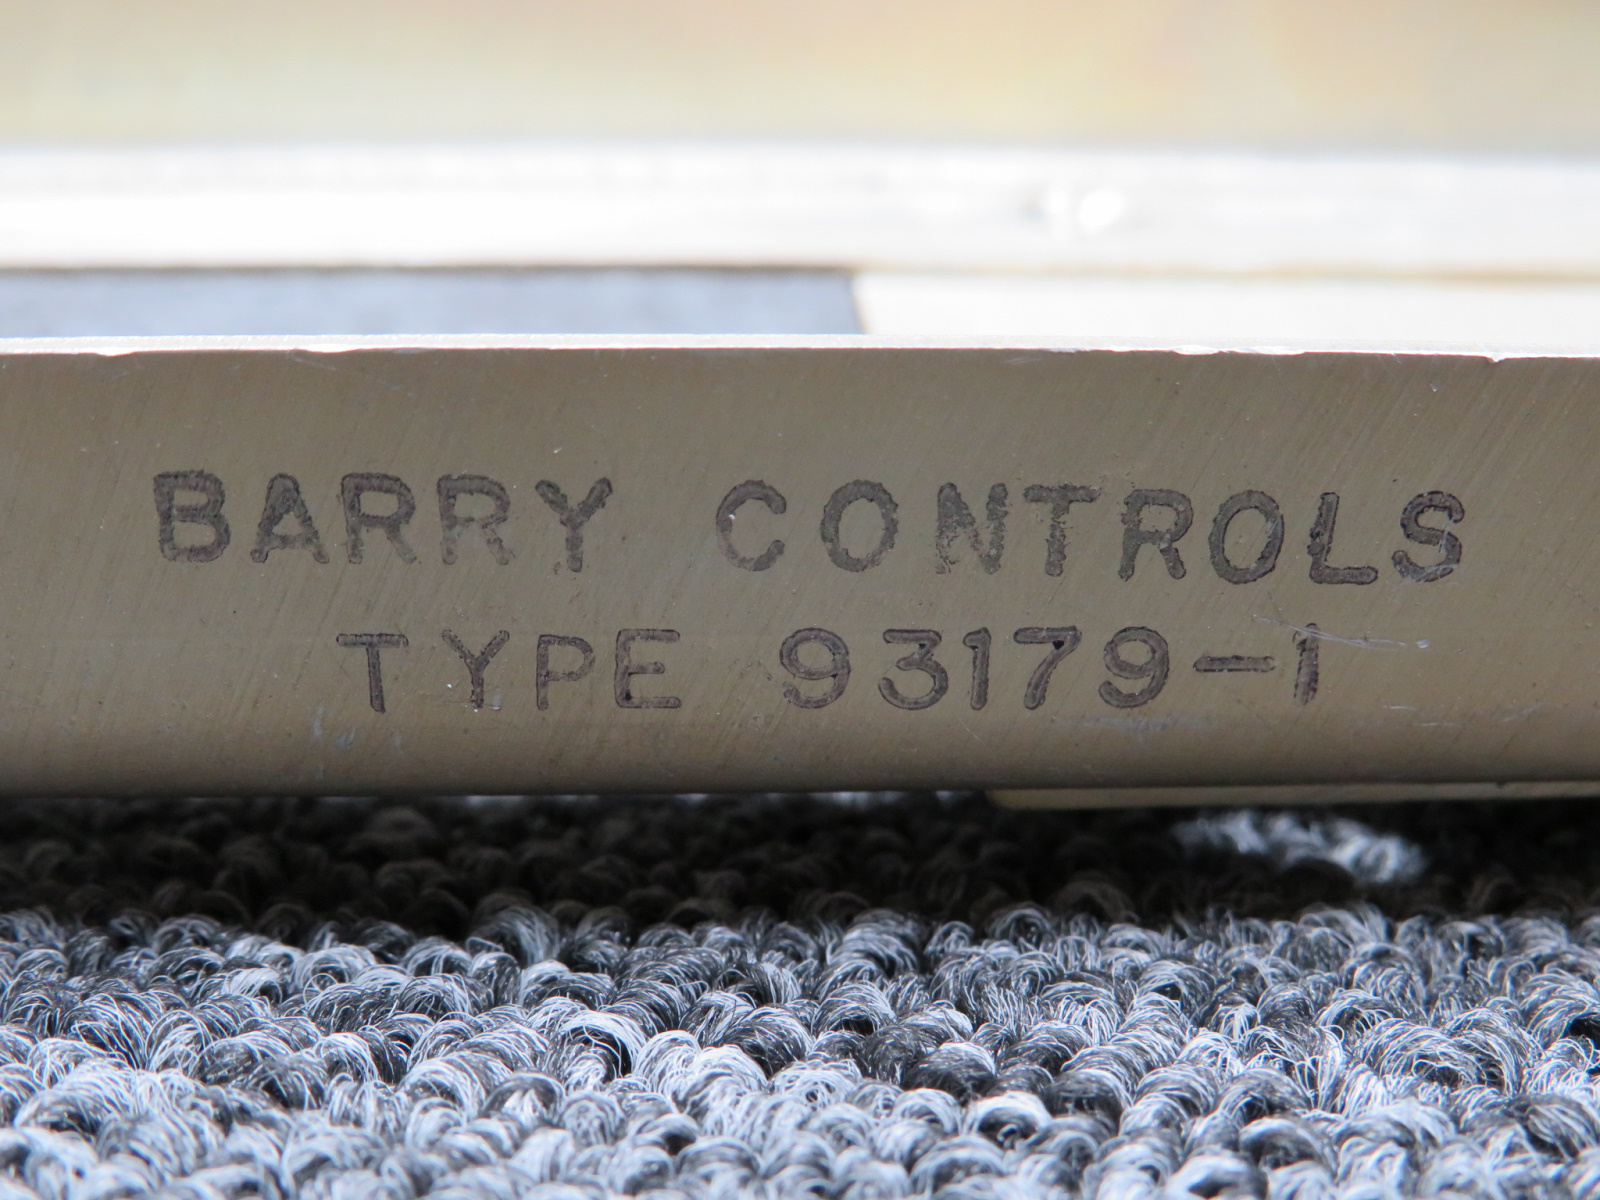 BARRY CONTROLS
TYPE 93179-1